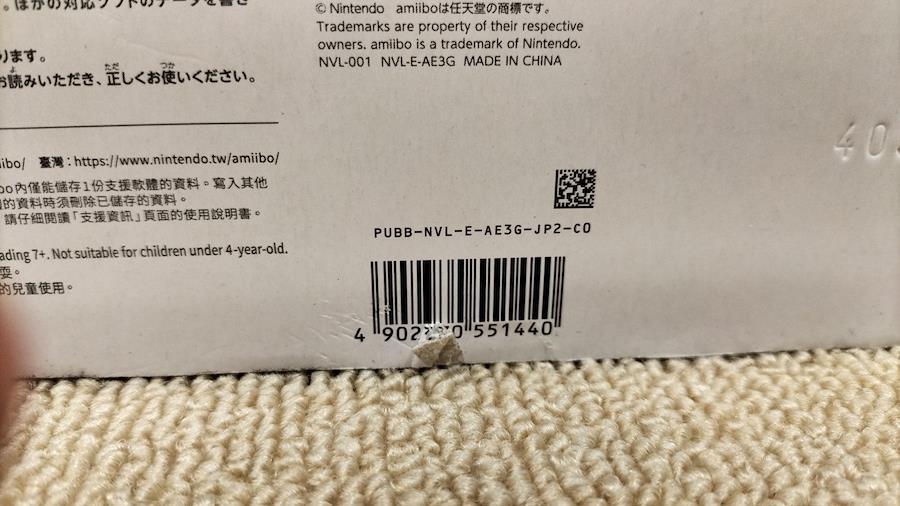 。ほかの対応ソフトのデータを書き
ります。
お読みいただき、正しくお使いください。
iibo/ 臺灣:https://www.nintendo.tw/amiibo/
oo內僅能儲存1份支援軟體的資料。寫入其他
的資料時須刪除已儲存的資料。
請仔細閱讀「支援資訊」頁面的使用說明書。
ading 7+. Not suitable for children under 4-year-old.
耍。
的兒童使用。
© Nintendo amiiboは任天堂の商標です。
Trademarks are property of their respective
owners. amiibo is a trademark of Nintendo.
NVL-001 NVL-E-AE3G MADE IN CHINA
PUBB-NVL-E-AE3G-JP2-CO
4 902 0 551440